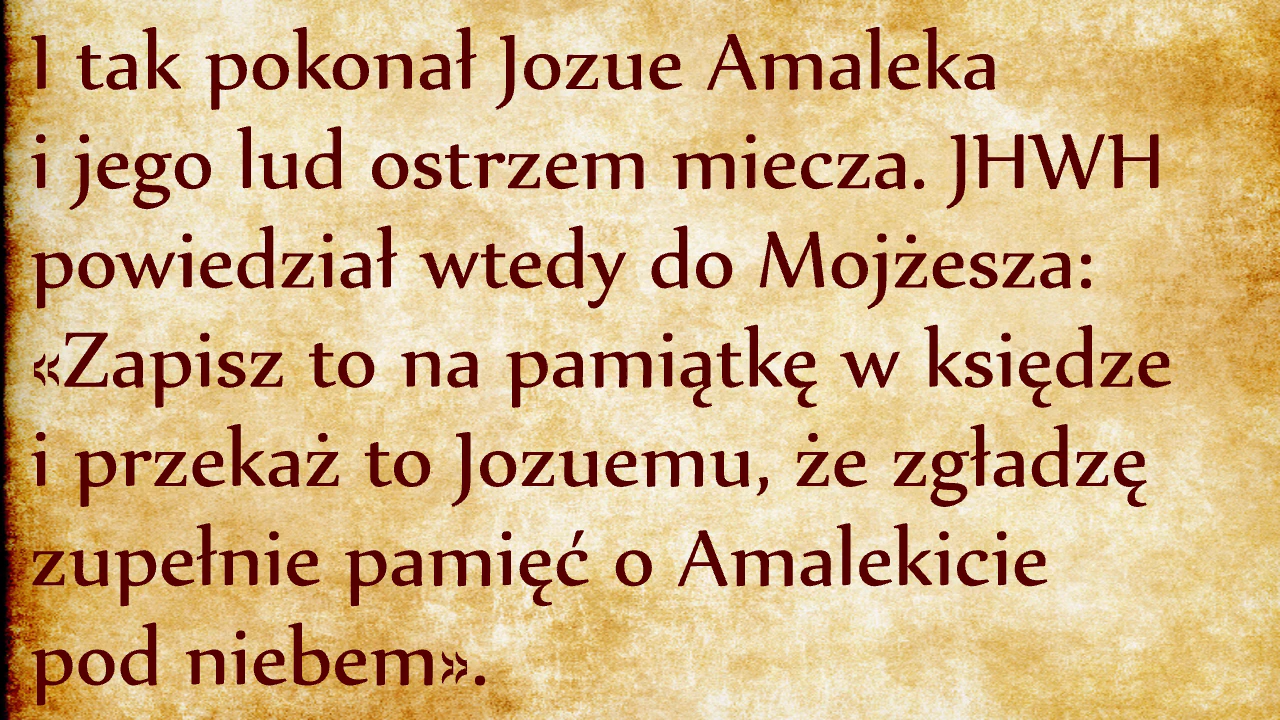 I tak pokonał Jozue Amaleka
i jego lud ostrzem miecza. JHWH
powiedział wtedy do Mojżesza:
«Zapisz to na pamiątkę w księdze
i przekaż to Jozuemu, że zgładzę
zupełnie pamięć o Amalekicie
pod niebem».